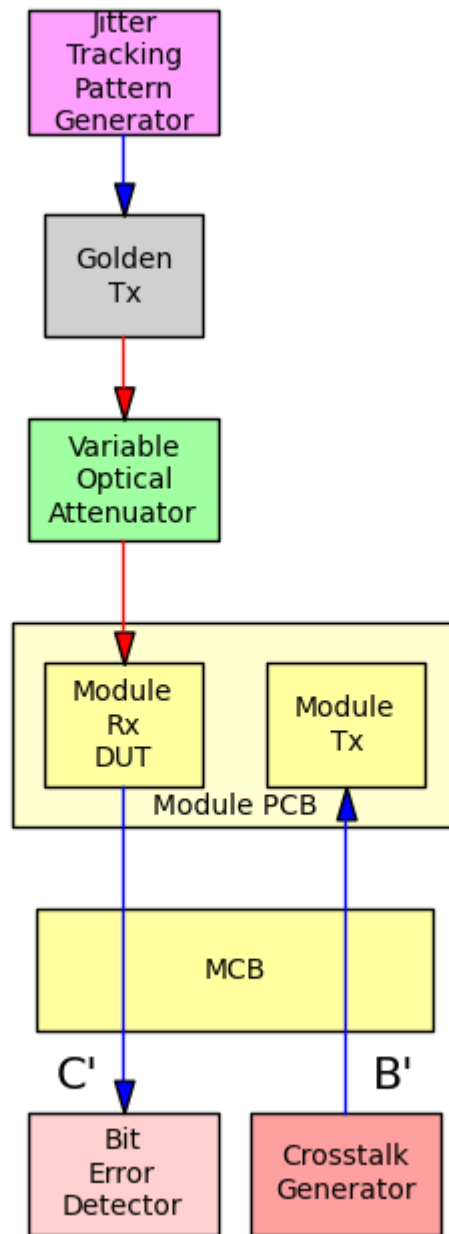 Jitter
Tracking
Pattern
Generator
Golden
Tx
Variable
Optical
Attenuator
Module
Rx
DUT
Module
Tx
Module PCB
MCB
C'
B'
Bit
Error
Detector
Crosstalk
Generator